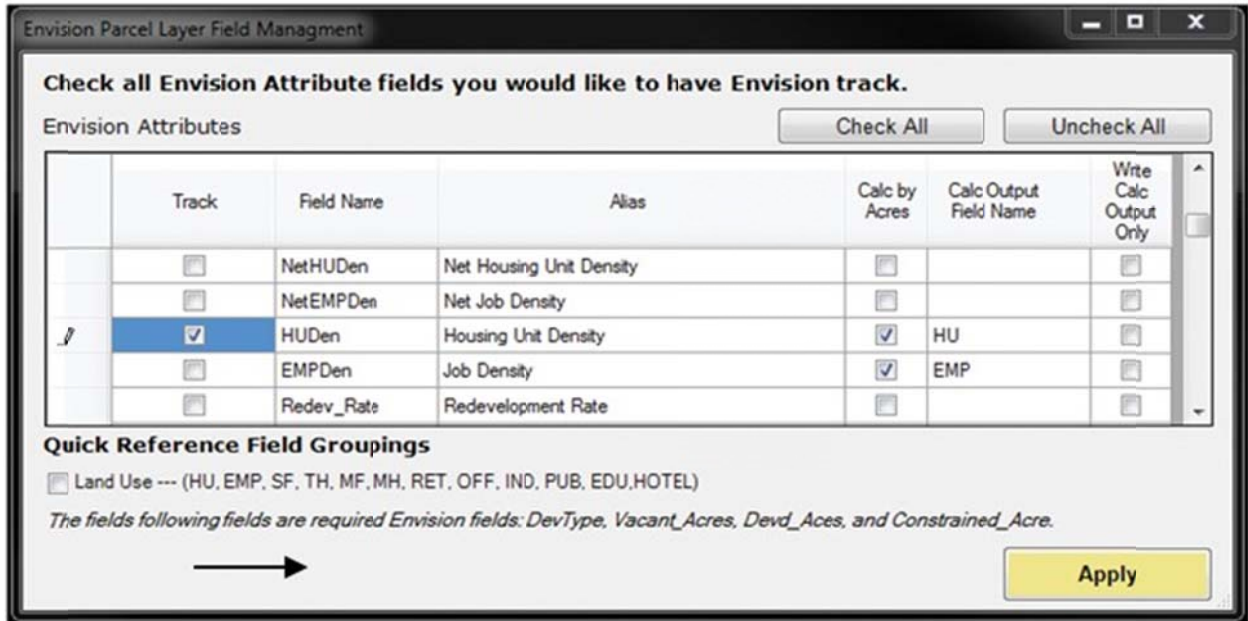 Envision Parcel Layer Field Managment
Check all Envision Attribute fields you would like to have Envision track.
Envision Attributes Check All Uncheck All
Track Field Name Alias Calc by Acres Calc Output Field Name Write Calc Output Only
NetHUDen Net Housing Unit Density
NetEMPDen Net Job Density
HUDen Housing Unit Density HU
EMPDen Job Density EMP
Redev_Rate Redevelopment Rate
Quick Reference Field Groupings
Land Use --- (HU, EMP, SF, TH, MF, MH, RET, OFF, IND, PUB, EDU,HOTEL)
The fields following fields are required Envision fields: DevType, Vacant_Acres, Devd_Aces, and Constrained_Acre.
Apply